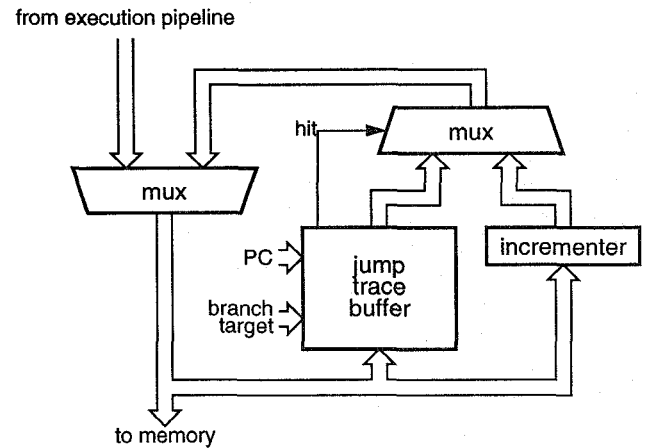 from execution pipeline
hit
mux
mux
PC
jump
trace
buffer
incrementer
branch
target
to memory